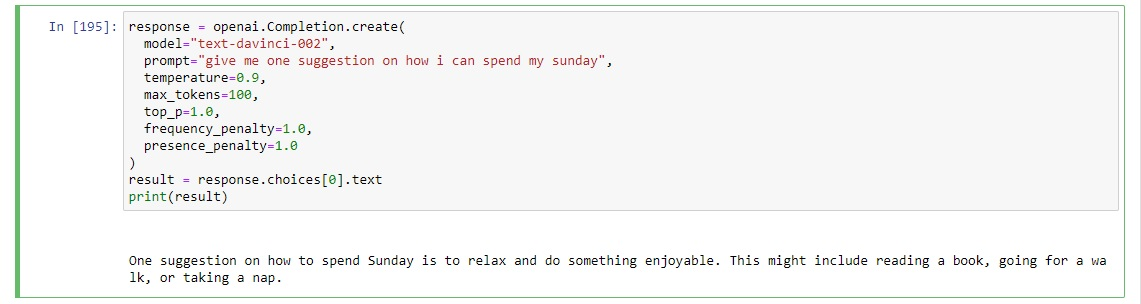 In [195]: response = openai.Completion.create(
model="text-davinci-002",
prompt="give me one suggestion on how i can spend my sunday",
temperature=0.9,
max_tokens=100,
top_p=1.0,
frequency_penalty=1.0,
presence_penalty=1.0
)
result = response.choices[0].text
print(result)
One suggestion on how to spend Sunday is to relax and do something enjoyable. This might include reading a book, going for a wa
lk, or taking a nap.